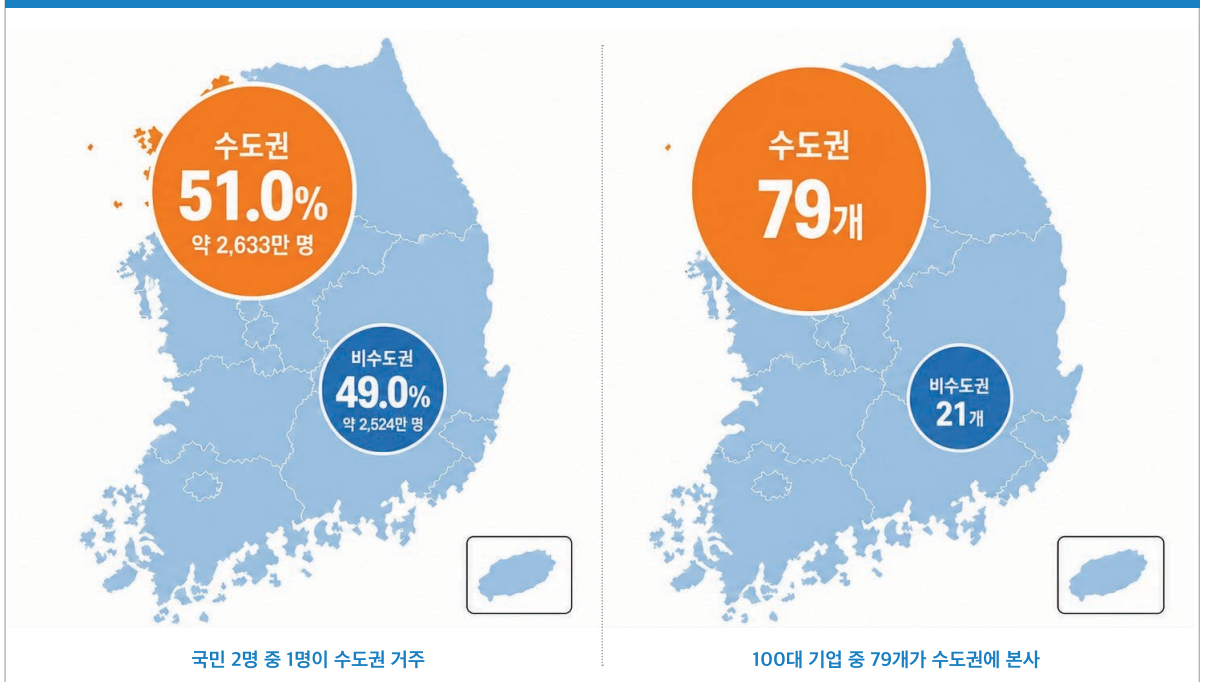 수도권
51.0%
약 2,633만 명
비수도권
49.0%
약 2,524만 명
국민 2명 중 1명이 수도권 거주
수도권
79개
비수도권
21개
100대 기업 중 79개가 수도권에 본사